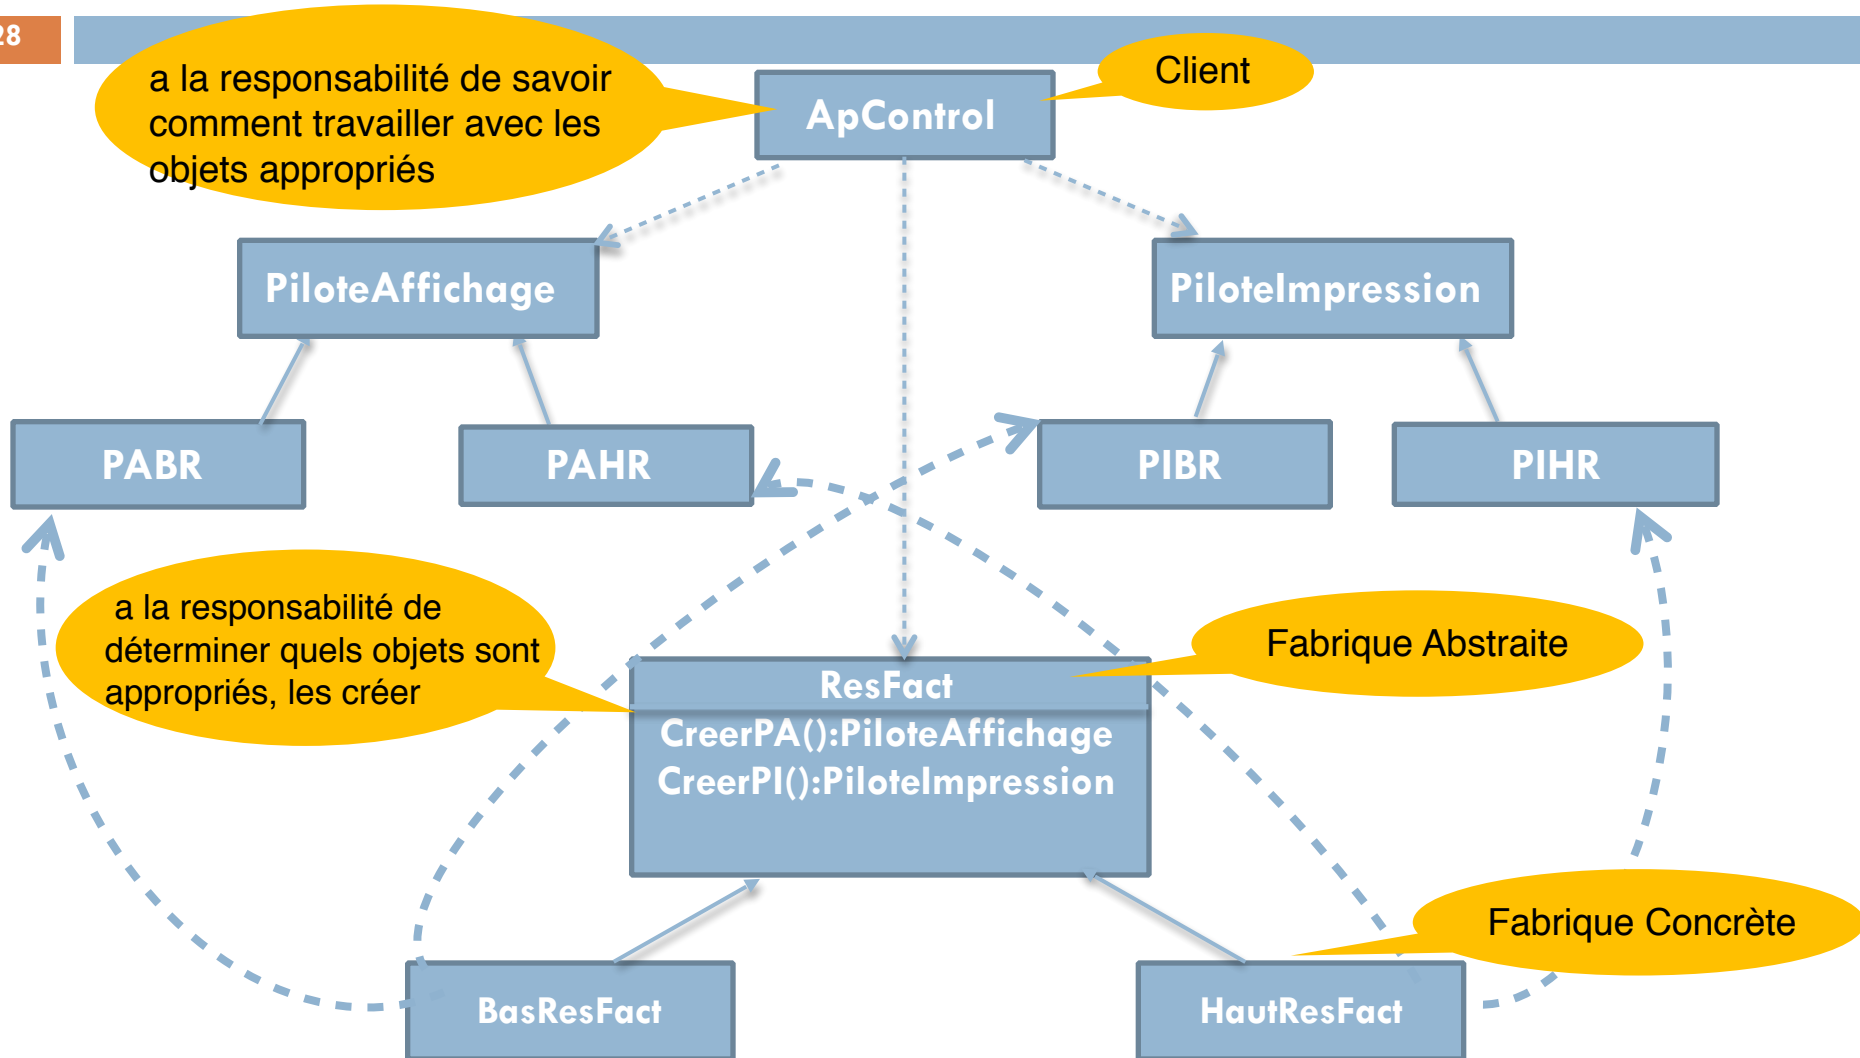 28
a la responsabilité de savoir
comment travailler avec les
objets appropriés
Client
ApControl
PiloteAffichage
PiloteImpression
PABR
PAHR
PIBR
PIHR
a la responsabilité de
déterminer quels objets sont
appropriés, les créer
Fabrique Abstraite
ResFact
CreerPA():PiloteAffichage
CreerPI():PiloteImpression
Fabrique Concrète
BasResFact
HautResFact